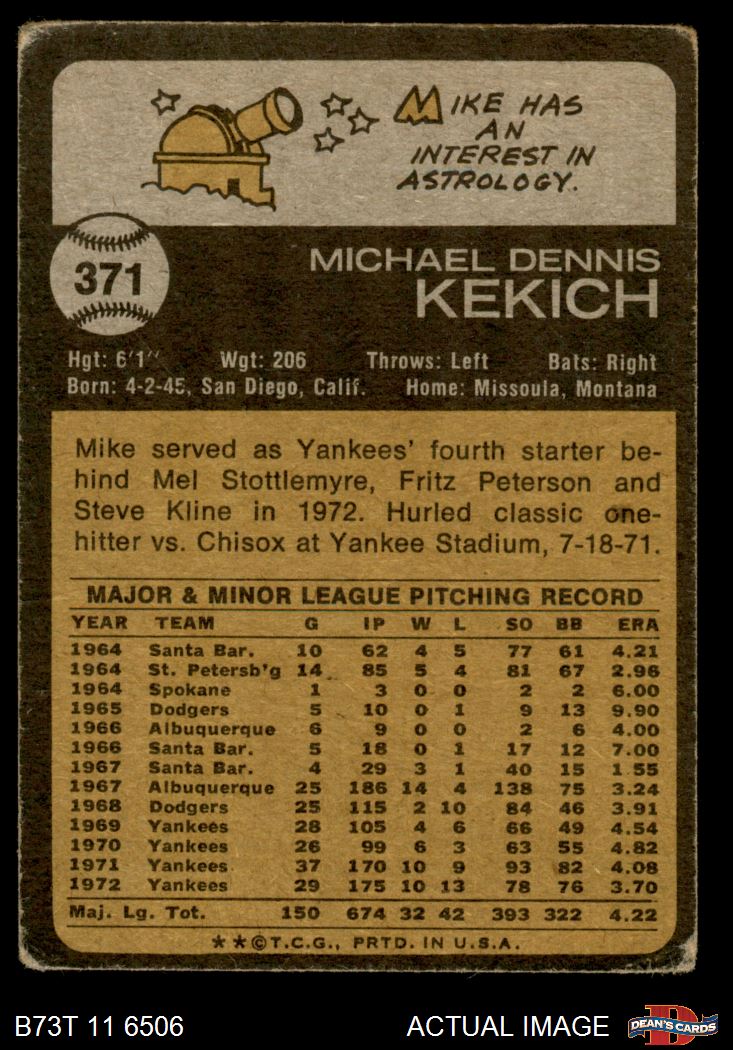 MIKE HAS
AN
INTEREST IN
ASTROLOGY.
371
MICHAEL DENNIS
KEKICH
Hgt: 6'1" Wgt: 206 Throws: Left Bats: Right
Born: 4-2-45, San Diego, Calif. Home: Missoula, Montana
Mike served as Yankees' fourth starter be-
hind Mel Stottlemyre, Fritz Peterson and
Steve Kline in 1972. Hurled classic one-
hitter vs. Chisox at Yankee Stadium, 7-18-71.
MAJOR & MINOR LEAGUE PITCHING RECORD
YEAR TEAM G IP W L SO BB ERA
1964 Santa Bar. 10 62 4 5 77 61 4.21
1964 St. Petersb'g 14 85 5 4 81 67 2.96
1964 Spokane 1 3 0 0 2 2 6.00
1965 Dodgers 5 10 0 1 9 13 9.90
1966 Albuquerque 6 9 0 0 2 6 4.00
1966 Santa Bar. 5 18 0 1 17 12 7.00
1967 Santa Bar. 4 29 3 1 40 15 1.55
1967 Albuquerque 25 186 14 4 138 75 3.24
1968 Dodgers 25 115 2 10 84 46 3.91
1969 Yankees 28 105 4 6 66 49 4.54
1970 Yankees 26 99 6 3 63 55 4.82
1971 Yankees 37 170 10 9 93 82 4.08
1972 Yankees 29 175 10 13 78 76 3.70
Maj. Lg. Tot. 150 674 32 42 393 322 4.22
★★©T.C.G., PRTD. IN U.S.A.
B73T 11 6506 ACTUAL IMAGE DEAN'S CARDS